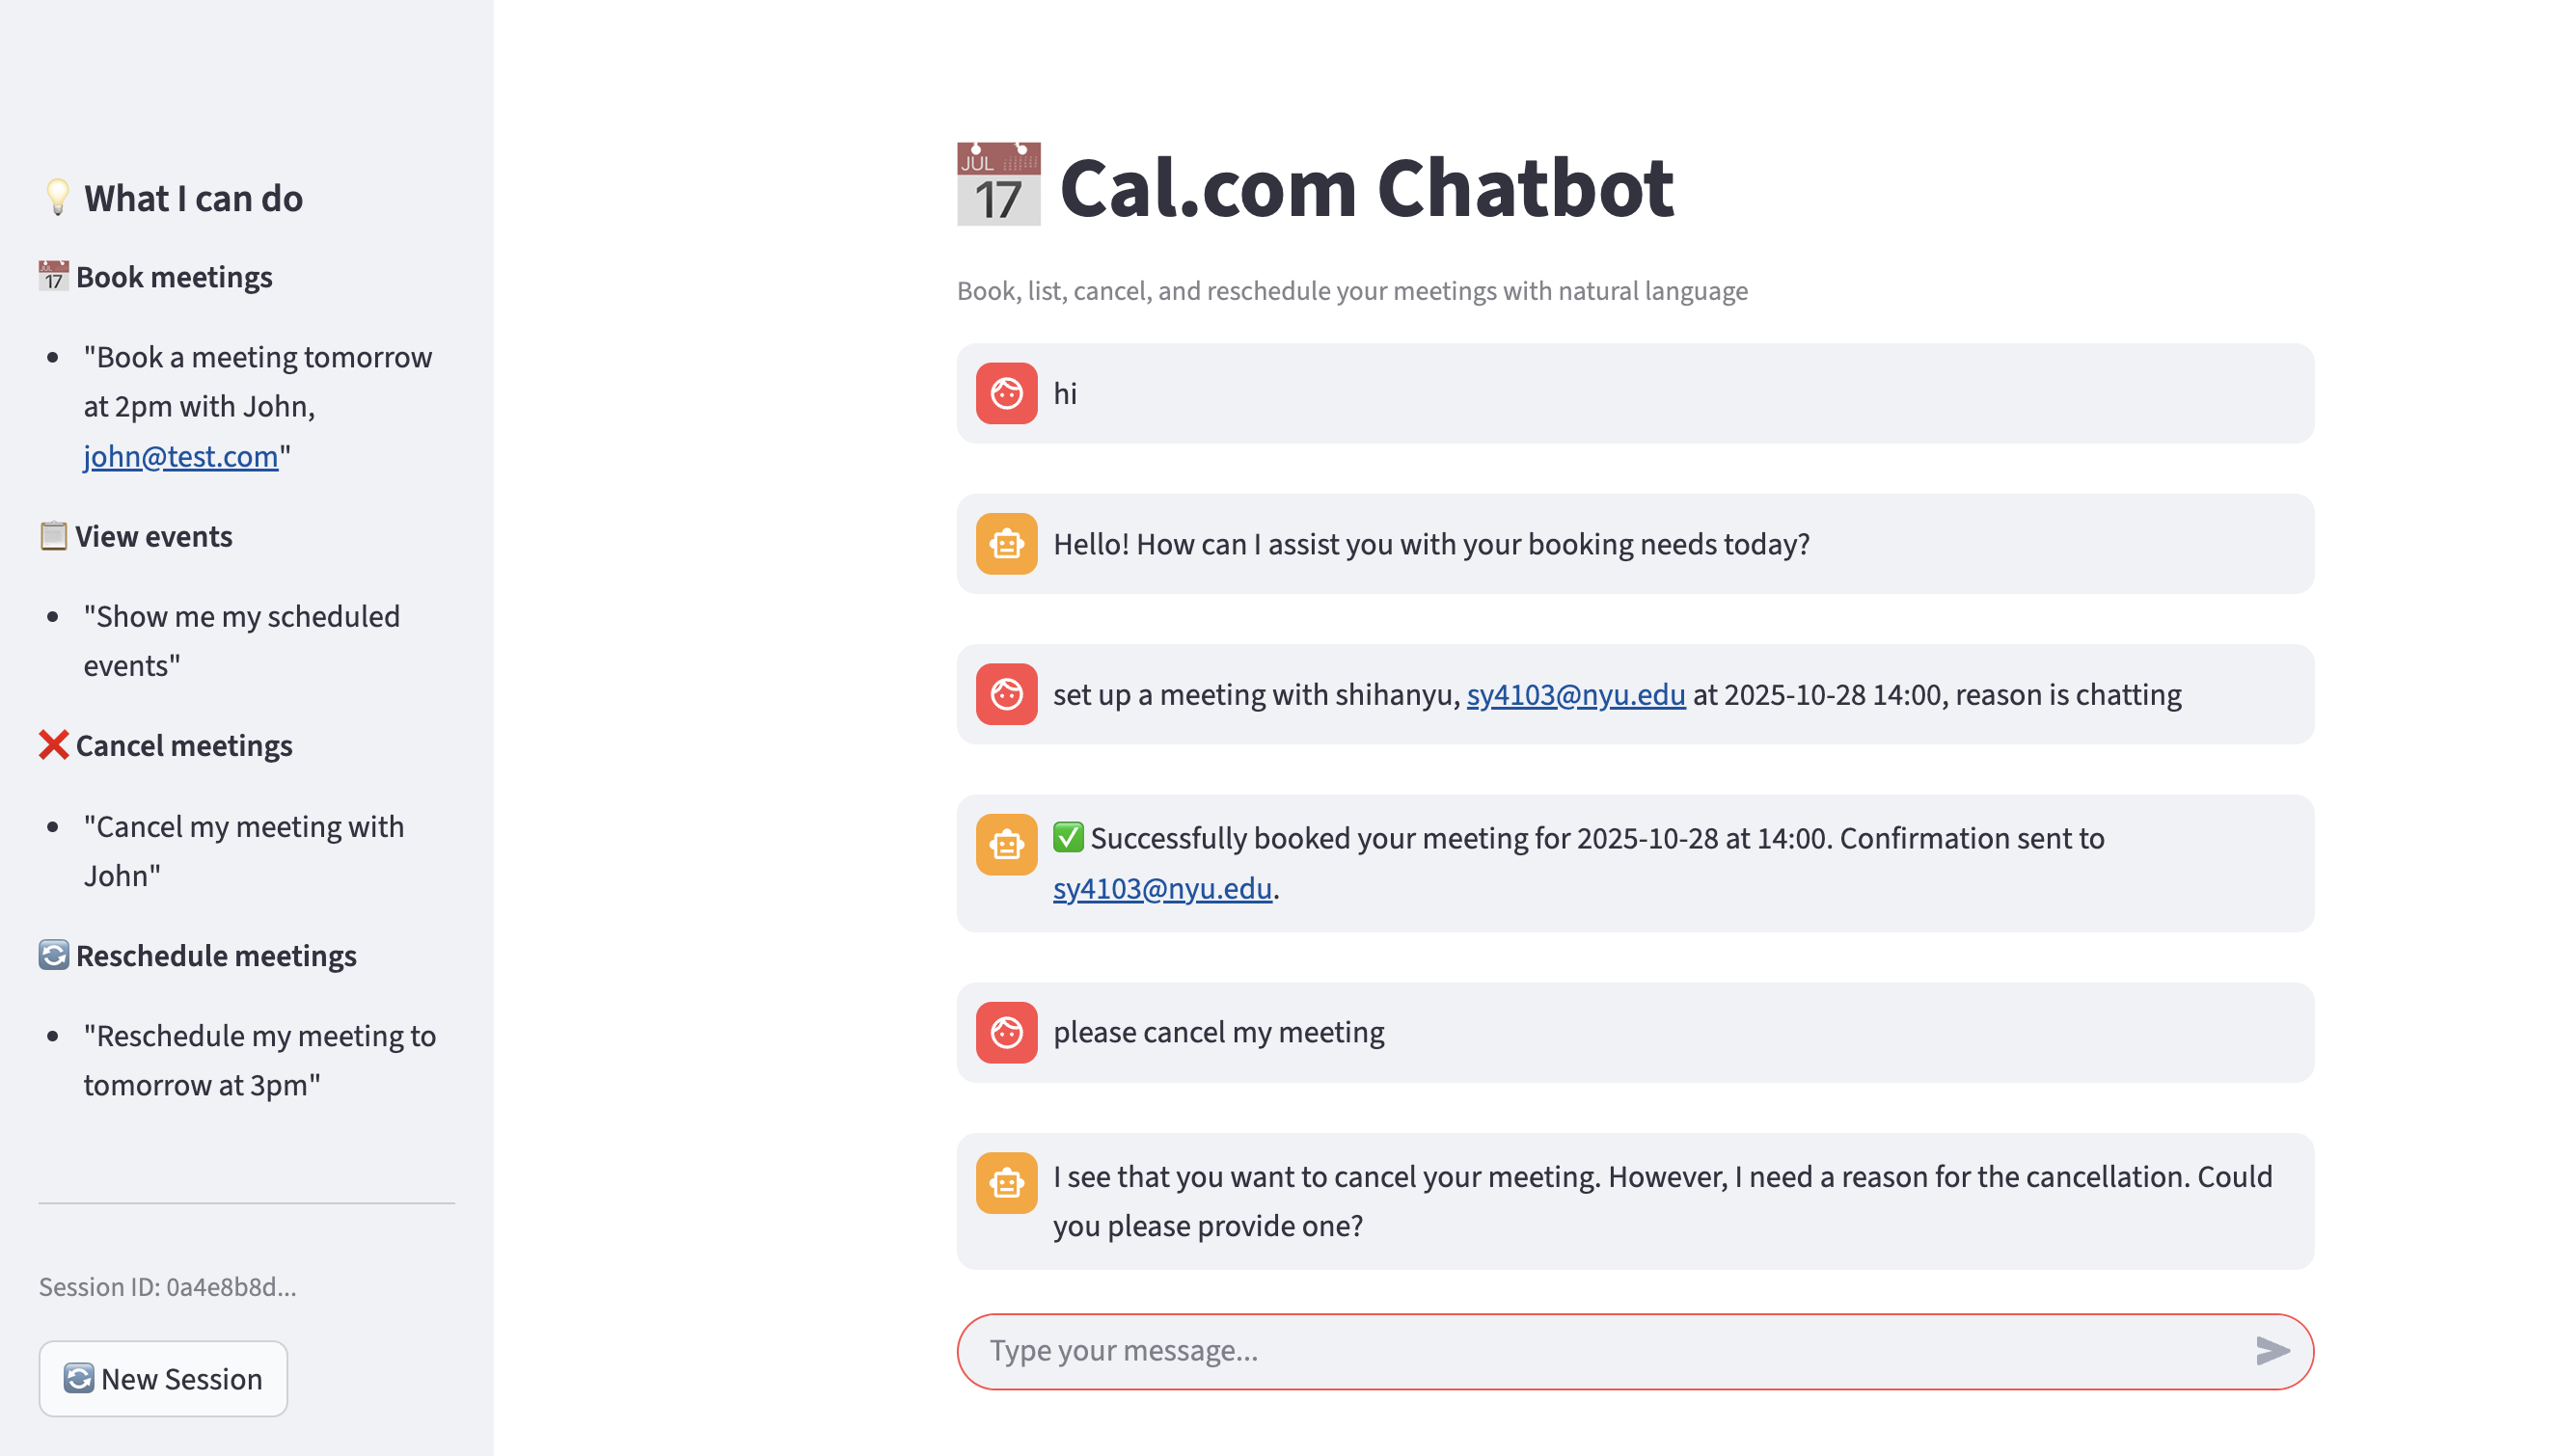 💡 What I can do
📅 Book meetings
• "Book a meeting tomorrow
at 2pm with John,
john@test.com"
📋 View events
• "Show me my scheduled
events"
❌ Cancel meetings
• "Cancel my meeting with
John"
🔄 Reschedule meetings
• "Reschedule my meeting to
tomorrow at 3pm"
Session ID: 0a4e8b8d...
🔄 New Session
📅 Cal.com Chatbot
Book, list, cancel, and reschedule your meetings with natural language
hi
Hello! How can I assist you with your booking needs today?
set up a meeting with shihanyu, sy4103@nyu.edu at 2025-10-28 14:00, reason is chatting
✅ Successfully booked your meeting for 2025-10-28 at 14:00. Confirmation sent to
sy4103@nyu.edu.
please cancel my meeting
I see that you want to cancel your meeting. However, I need a reason for the cancellation. Could
you please provide one?
Type your message...